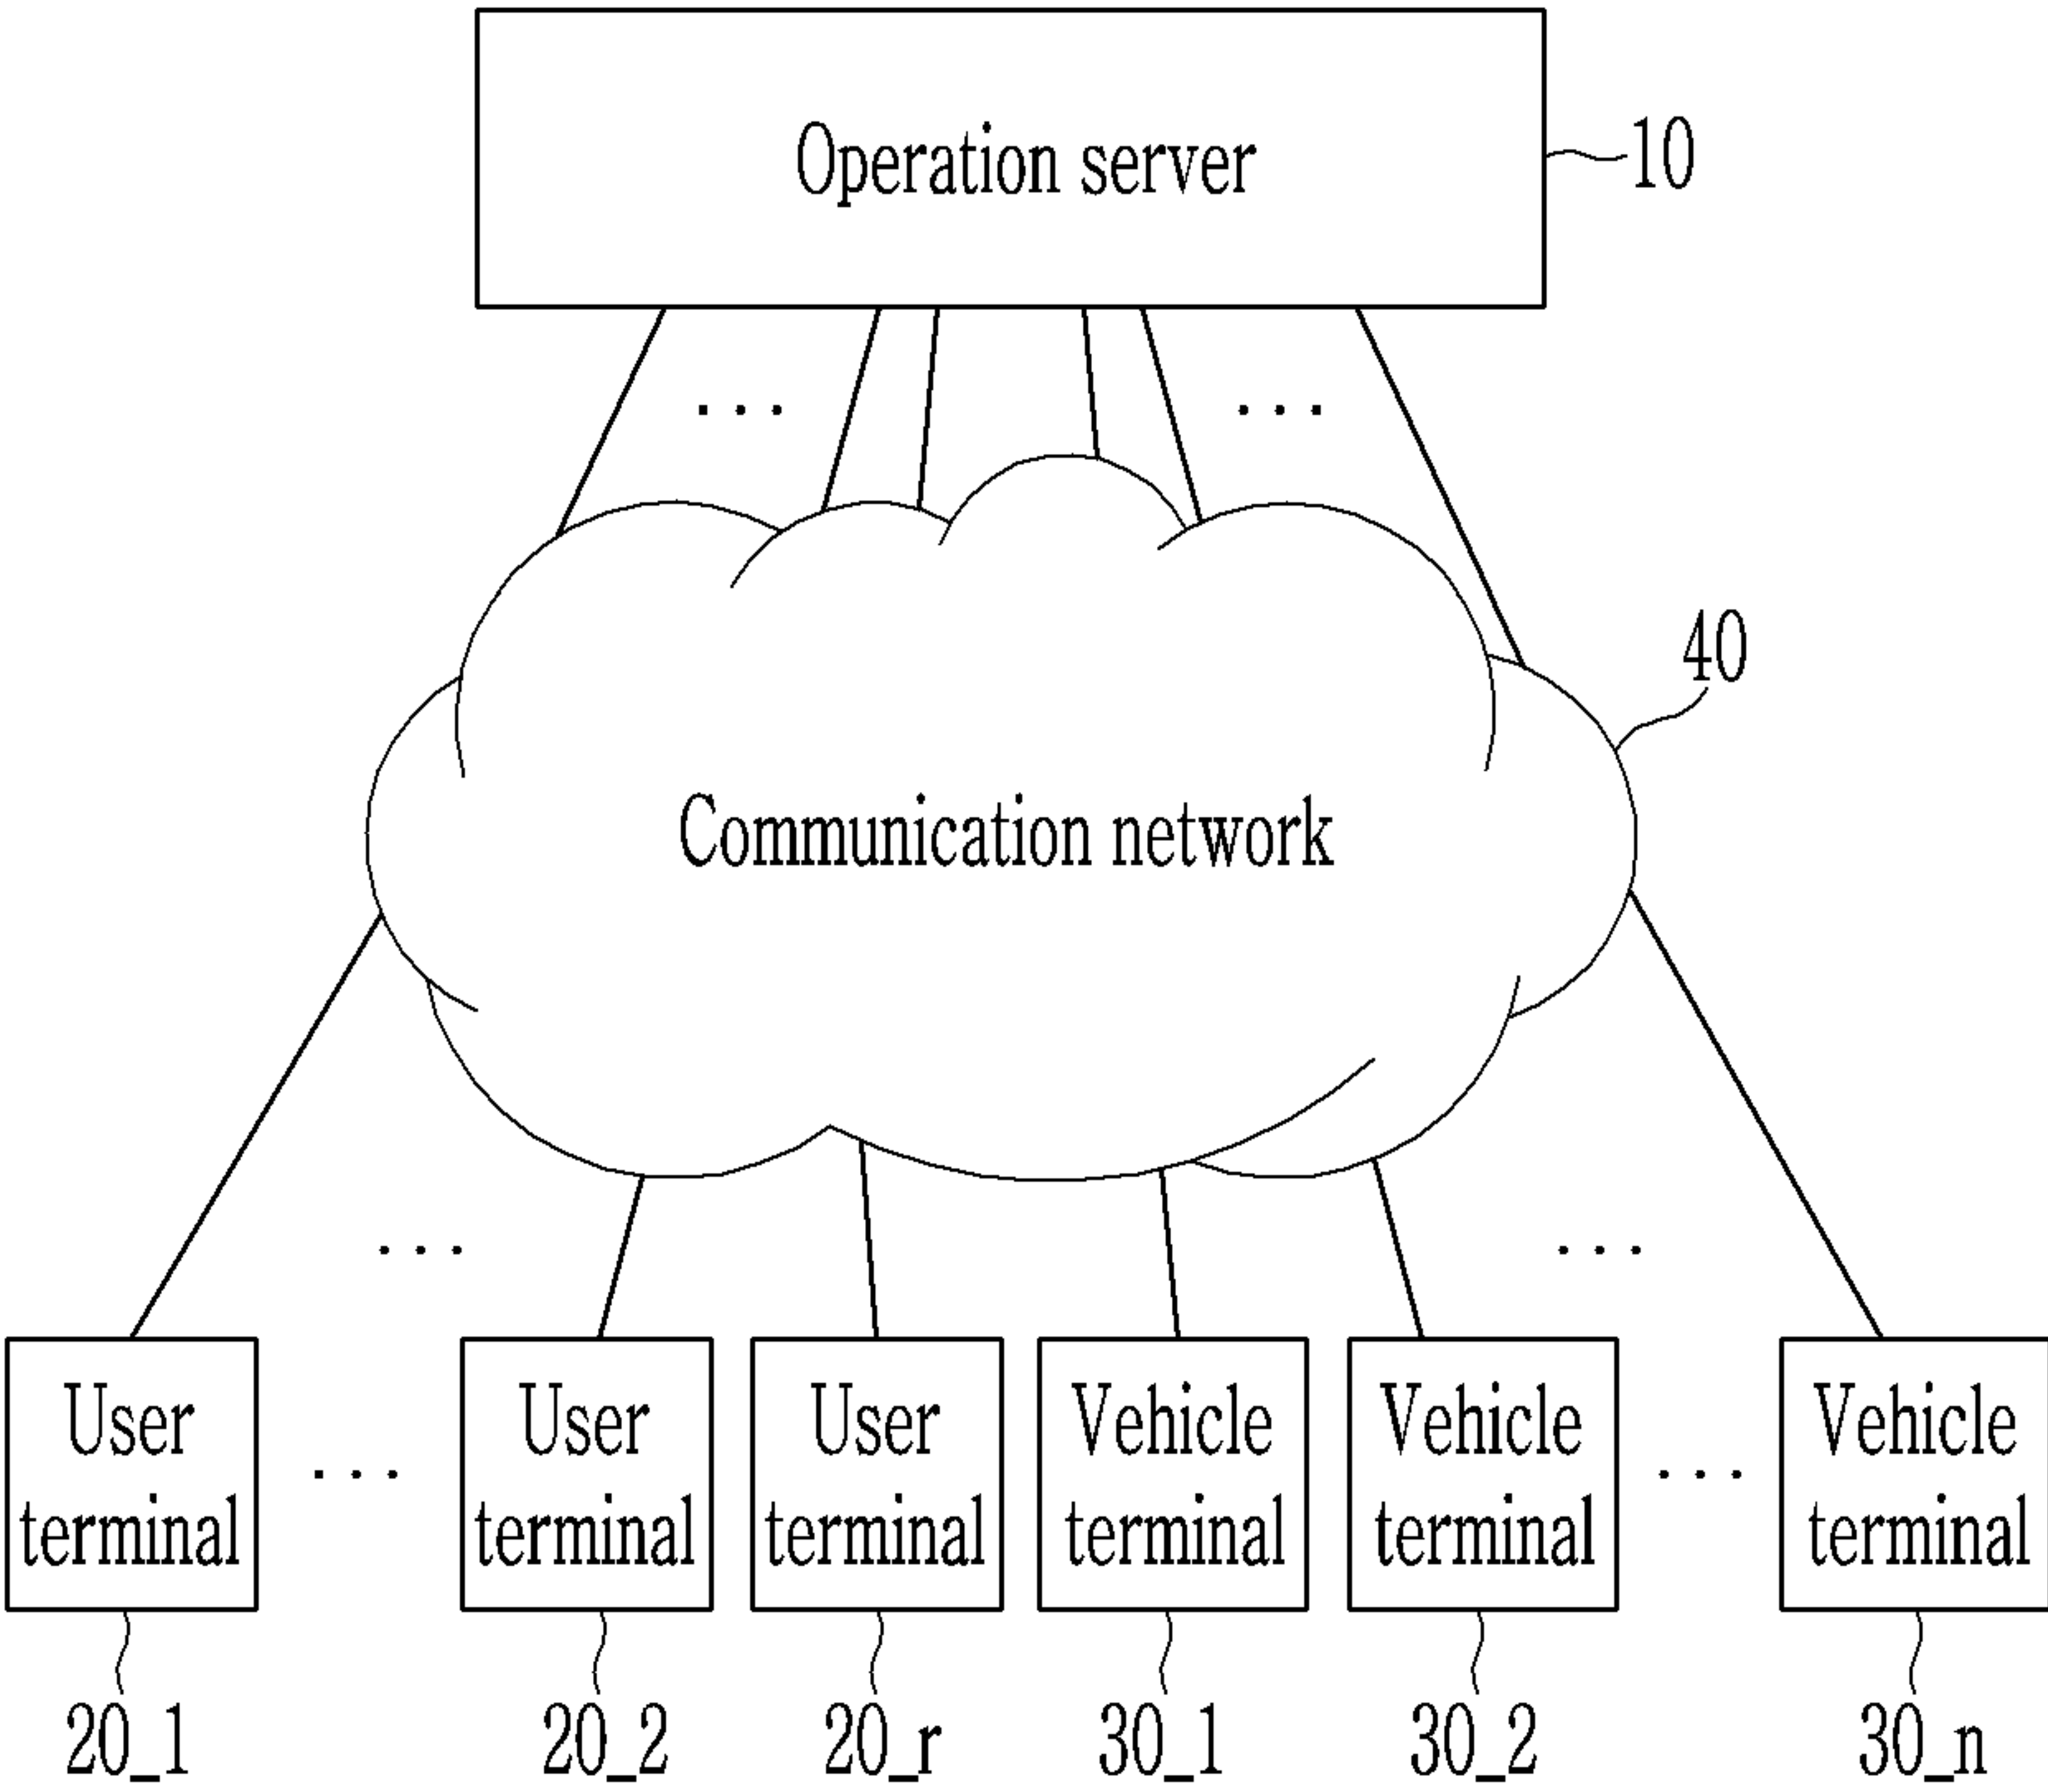 Operation server
10
...
...
40
Communication network
...
...
User
terminal
...
User
terminal
User
terminal
Vehicle
terminal
Vehicle
terminal
...
Vehicle
terminal
20_1
20_2
20_r
30_1
30_2
30_n